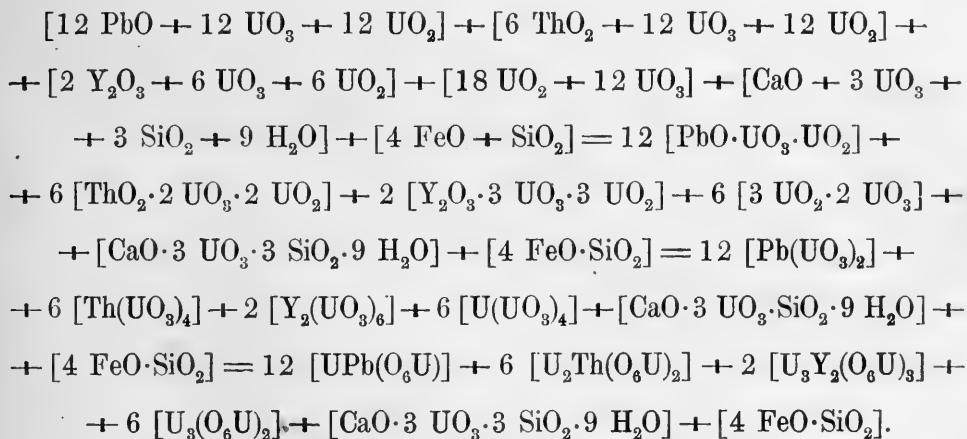 [12 PbO + 12 UO₃ + 12 UO₂] + [6 ThO₂ + 12 UO₃ + 12 UO₂] +
+ [2 Y₂O₃ + 6 UO₃ + 6 UO₂] + [18 UO₂ + 12 UO₃] + [CaO + 3 UO₃ +
+ 3 SiO₂ + 9 H₂O] + [4 FeO + SiO₂] = 12 [PbO·UO₃·UO₂] +
+ 6 [ThO₂·2 UO₃·2 UO₂] + 2 [Y₂O₃·3 UO₃·3 UO₂] + 6 [3 UO₂·2 UO₃] +
+ [CaO·3 UO₃·3 SiO₂·9 H₂O] + [4 FeO·SiO₂] = 12 [Pb(UO₃)₂] +
+ 6 [Th(UO₃)₄] + 2 [Y₂(UO₃)₆] + 6 [U(UO₃)₄] + [CaO·3 UO₃·SiO₂·9 H₂O] +
+ [4 FeO·SiO₂] = 12 [UPb(O₆U)] + 6 [U₂Th(O₆U)₂] + 2 [U₃Y₂(O₆U)₃] +
+ 6 [U₃(O₆U)₂] + [CaO·3 UO₃·3 SiO₂·9 H₂O] + [4 FeO·SiO₂].